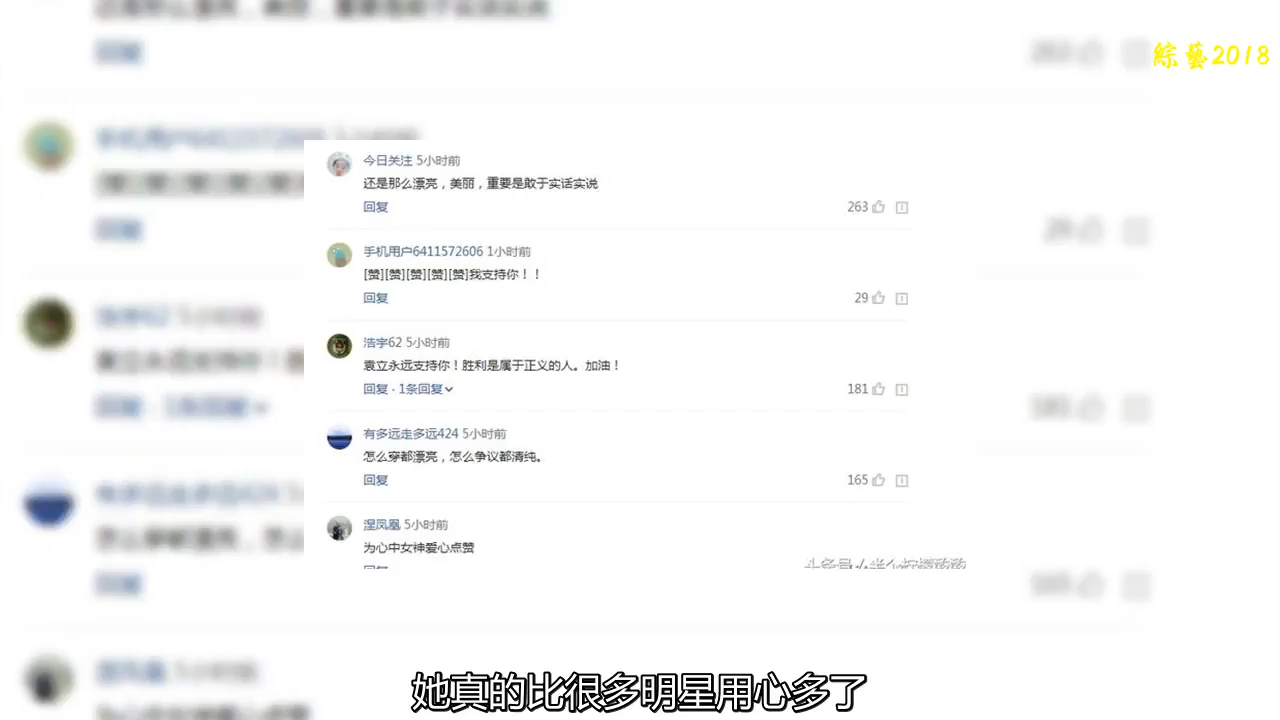 綜藝2018
今日关注 5小时前
还是那么漂亮，美丽，重要是敢于实话实说
回复
263
手机用户6411572606 1小时前
[赞][赞][赞][赞][赞]我支持你！！
回复
29
浩宇62 5小时前
袁立永远支持你！胜利是属于正义的人。加油！
回复 · 1条回复
181
有多远走多远424 5小时前
怎么穿都漂亮，怎么争议都清纯。
回复
165
涅凤凰 5小时前
为心中女神爱心点赞
她真的比很多明星用心多了